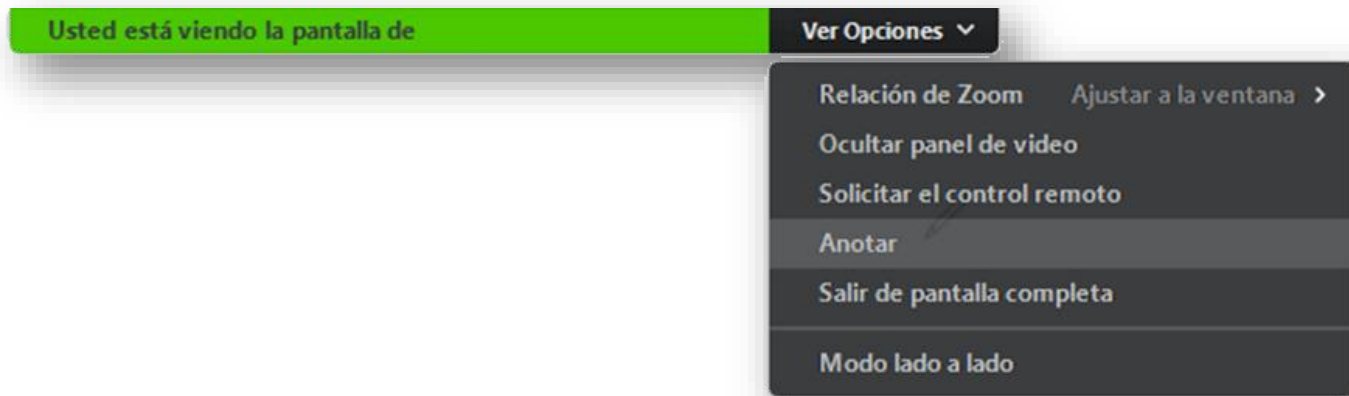 Usted está viendo la pantalla de Ver Opciones
Relación de Zoom Ajustar a la ventana
Ocultar panel de video
Solicitar el control remoto
Anotar
Salir de pantalla completa
Modo lado a lado